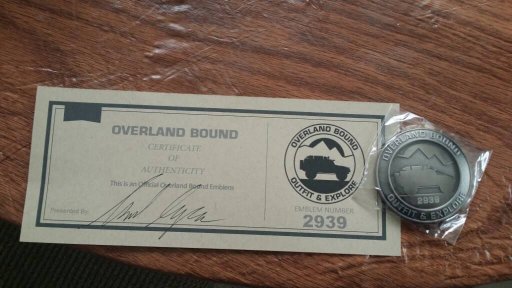 OVERLAND BOUND
CERTIFICATE
OF
AUTHENTICITY
This is an Official Overland Bound Emblem
Presented By:
OVERLAND BOUND
OUTFIT & EXPLORE
EMBLEM NUMBER
2939
OVERLAND BOUND
2939
OUTFIT & EXPLORE